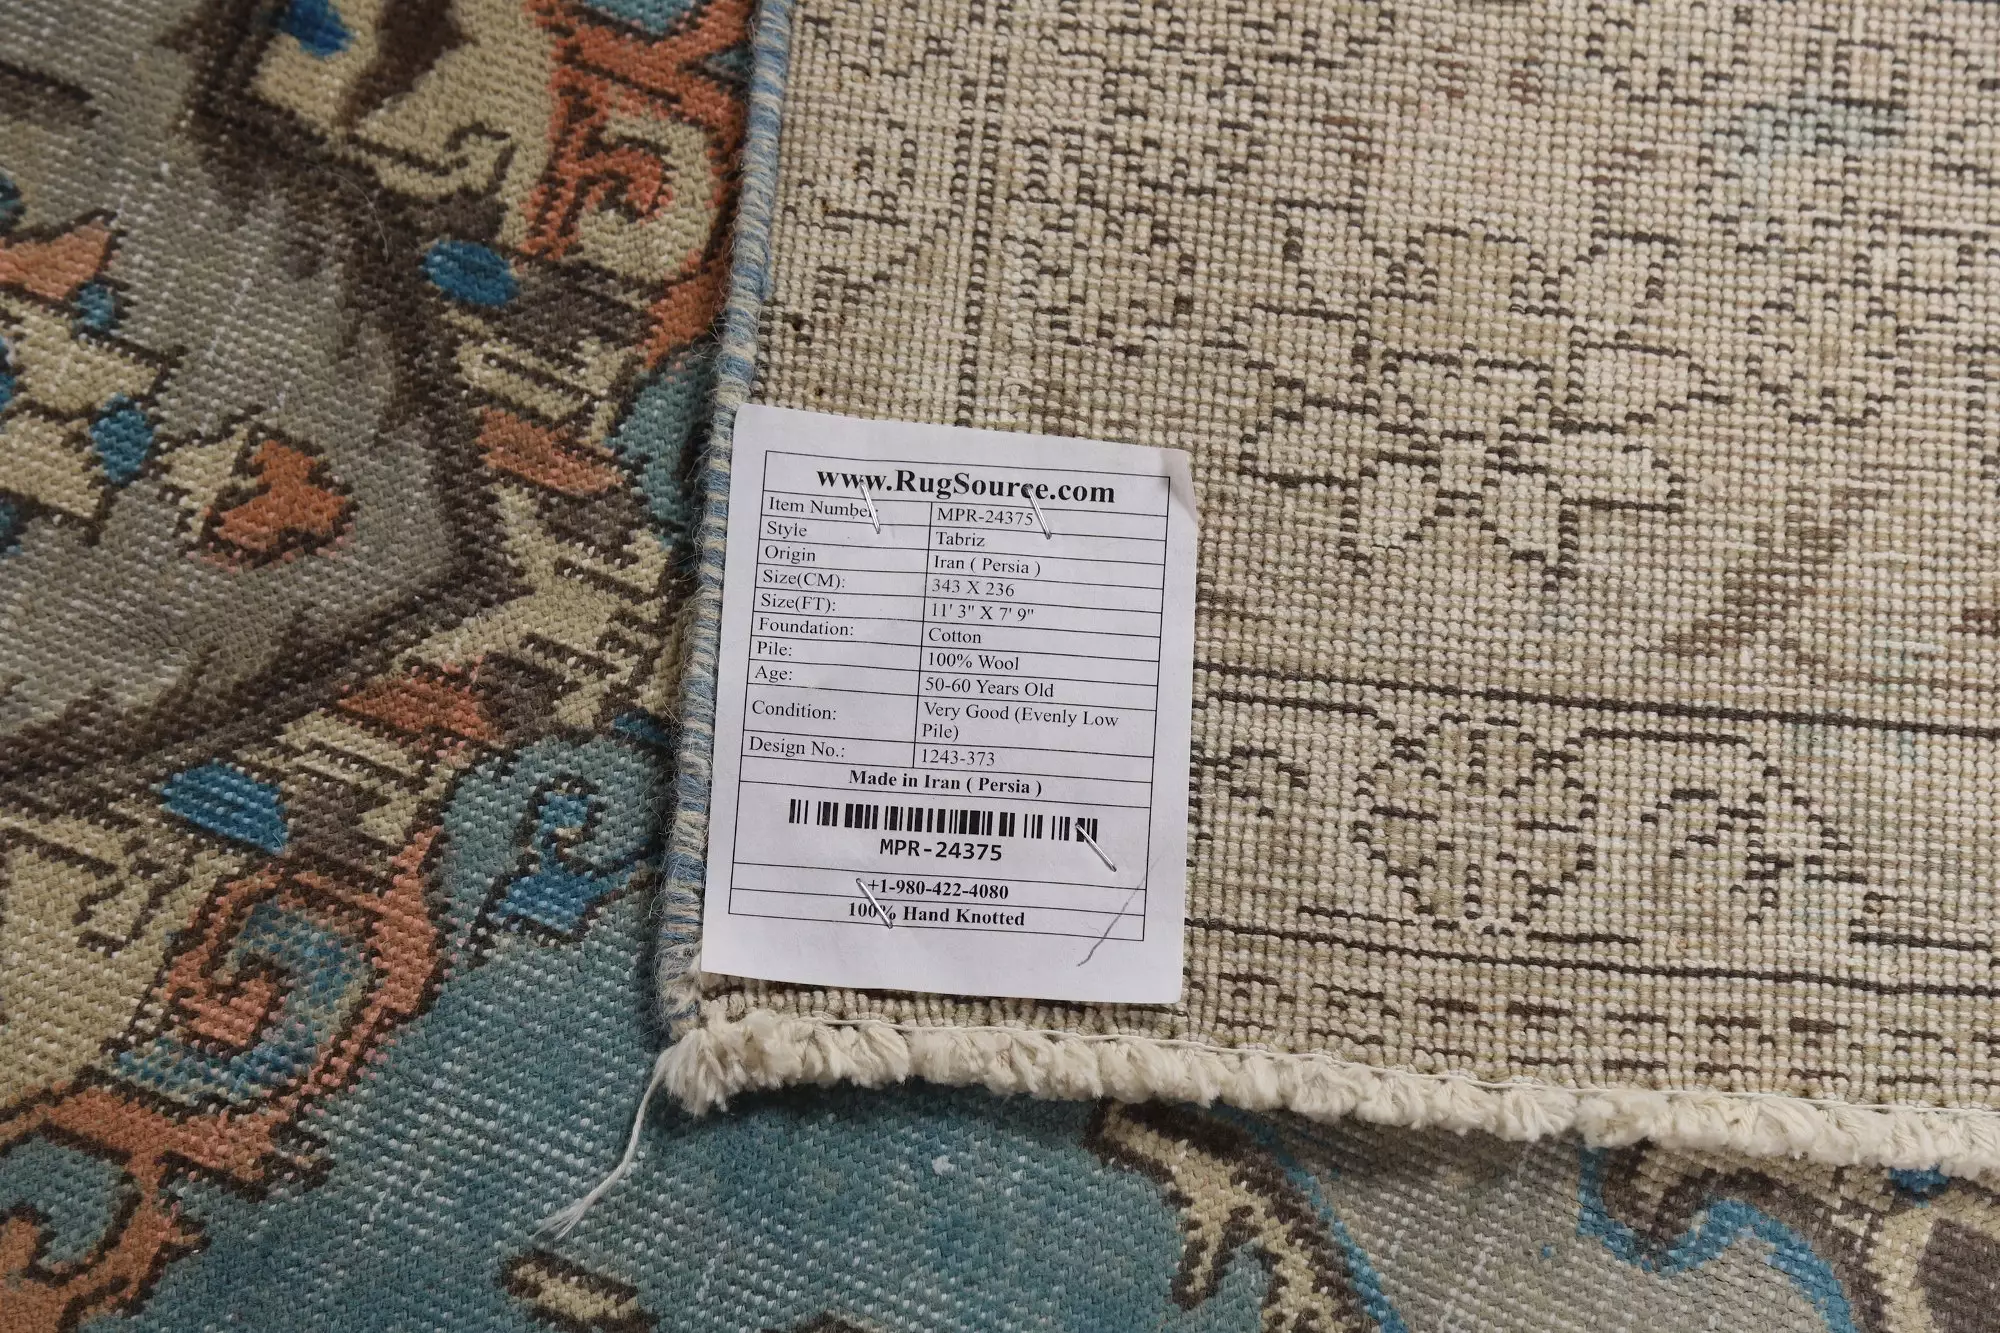 www.RugSource.com
Item Number MPR-24375
Style Tabriz
Origin Iran ( Persia )
Size(CM): 343 X 236
Size(FT): 11' 3" X 7' 9"
Foundation: Cotton
Pile: 100% Wool
Age: 50-60 Years Old
Condition: Very Good (Evenly Low
Pile)
Design No.: 1243-373
Made in Iran ( Persia )
MPR-24375
+1-980-422-4080
100% Hand Knotted